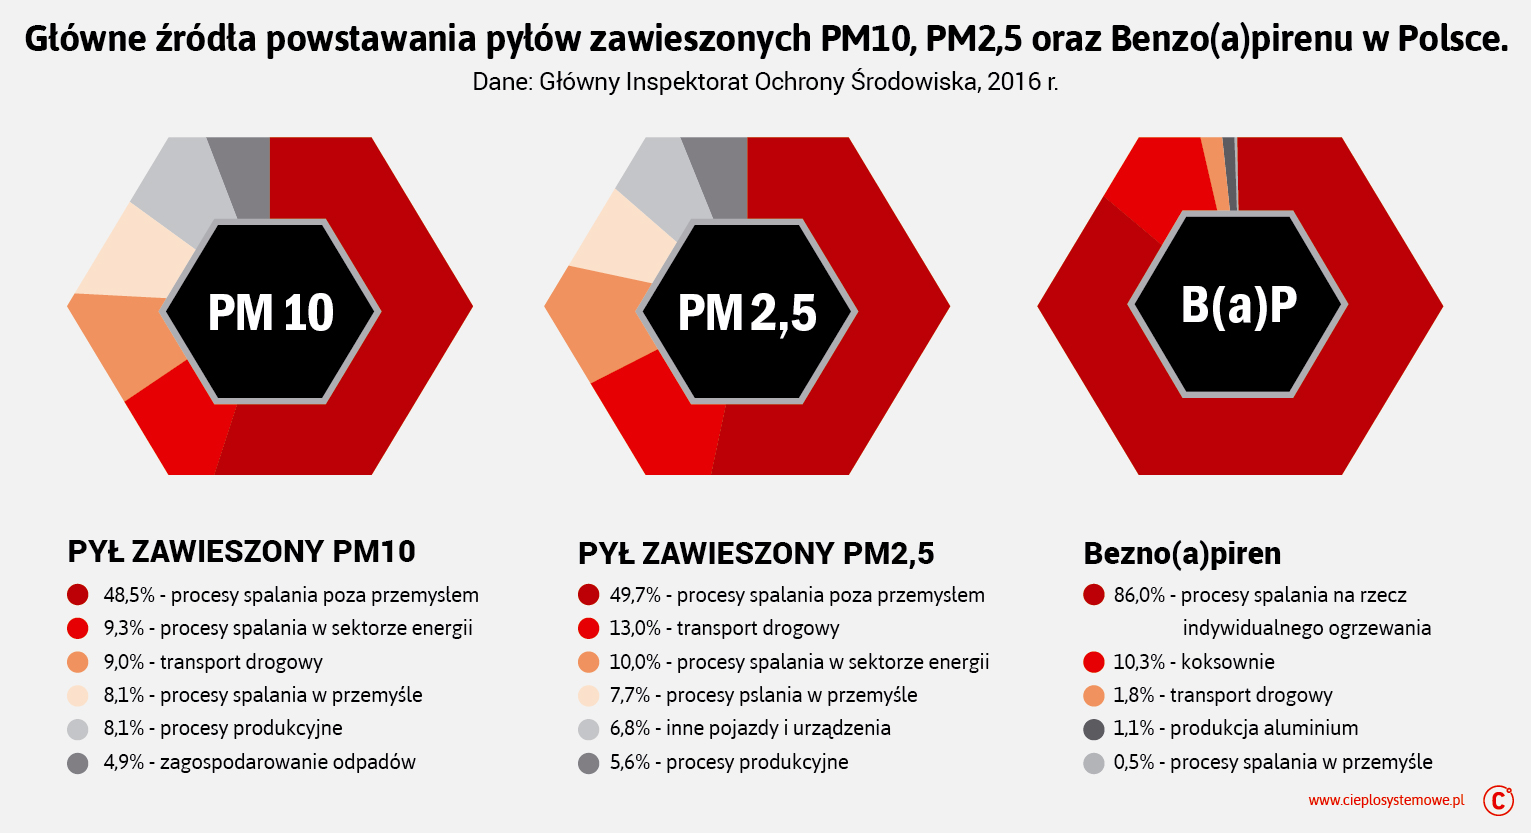 Główne źródła powstawania pyłów zawieszonych PM10, PM2,5 oraz Benzo(a)pirenu w Polsce.
Dane: Główny Inspektorat Ochrony Środowiska, 2016 r.
PM 10
PM 2,5
B(a)P
PYŁ ZAWIESZONY PM10
48,5% - procesy spalania poza przemysłem
9,3% - procesy spalania w sektorze energii
9,0% - transport drogowy
8,1% - procesy spalania w przemyśle
8,1% - procesy produkcyjne
4,9% - zagospodarowanie odpadów
PYŁ ZAWIESZONY PM2,5
49,7% - procesy spalania poza przemysłem
13,0% - transport drogowy
10,0% - procesy spalania w sektorze energii
7,7% - procesy pslania w przemyśle
6,8% - inne pojazdy i urządzenia
5,6% - procesy produkcyjne
Bezno(a)piren
86,0% - procesy spalania na rzecz
indywidualnego ogrzewania
10,3% - koksownie
1,8% - transport drogowy
1,1% - produkcja aluminium
0,5% - procesy spalania w przemyśle
www.cieplosystemowe.pl
C°